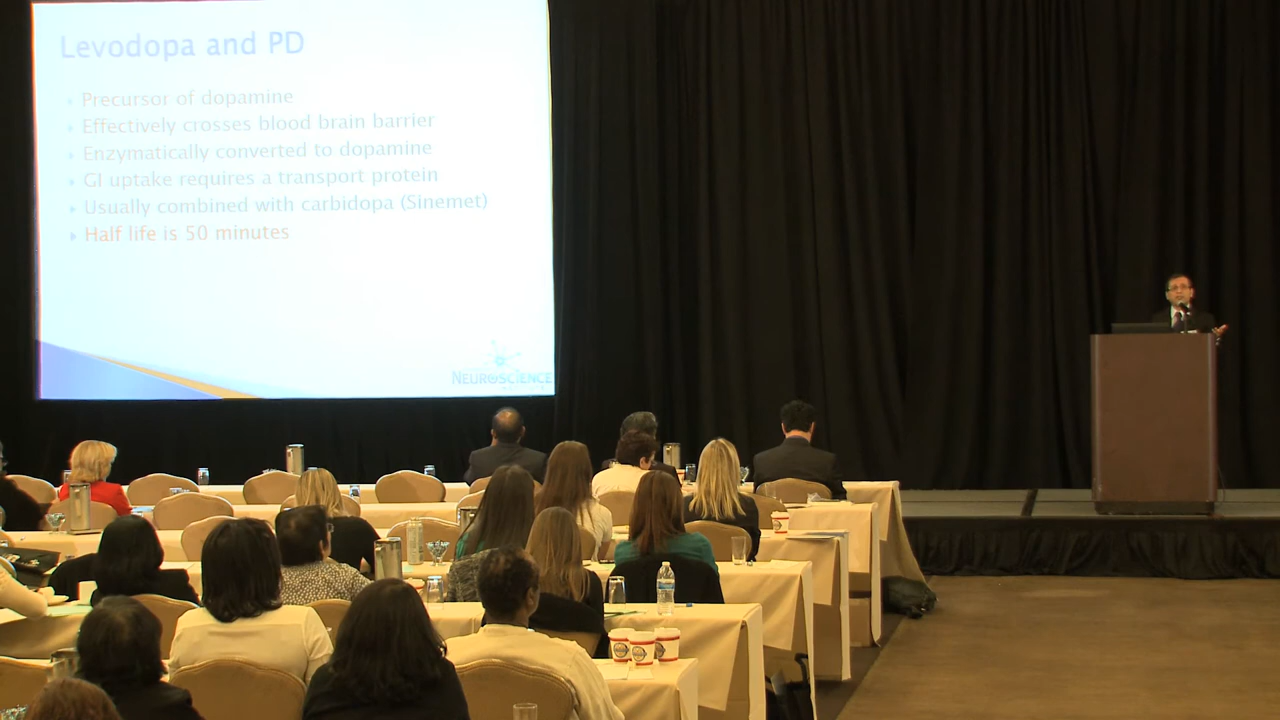 Levodopa and PD
Precursor of dopamine
Effectively crosses blood brain barrier
Enzymatically converted to dopamine
GI uptake requires a transport protein
Usually combined with carbidopa (Sinemet)
Half life is 50 minutes
NEUROSCIENCE